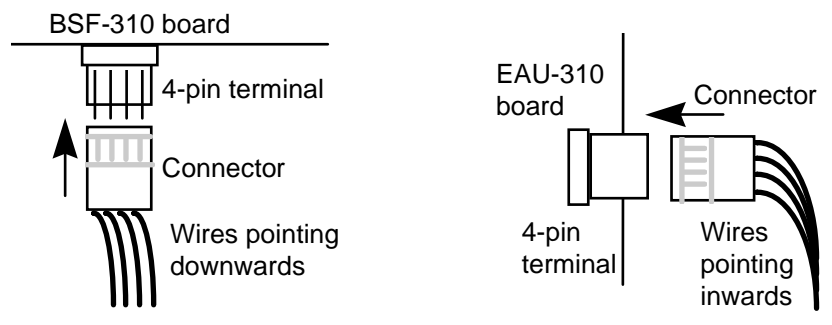 BSF-310 board
4-pin terminal
Connector
Wires pointing
downwards
EAU-310
board
Connector
4-pin
terminal
Wires
pointing
inwards